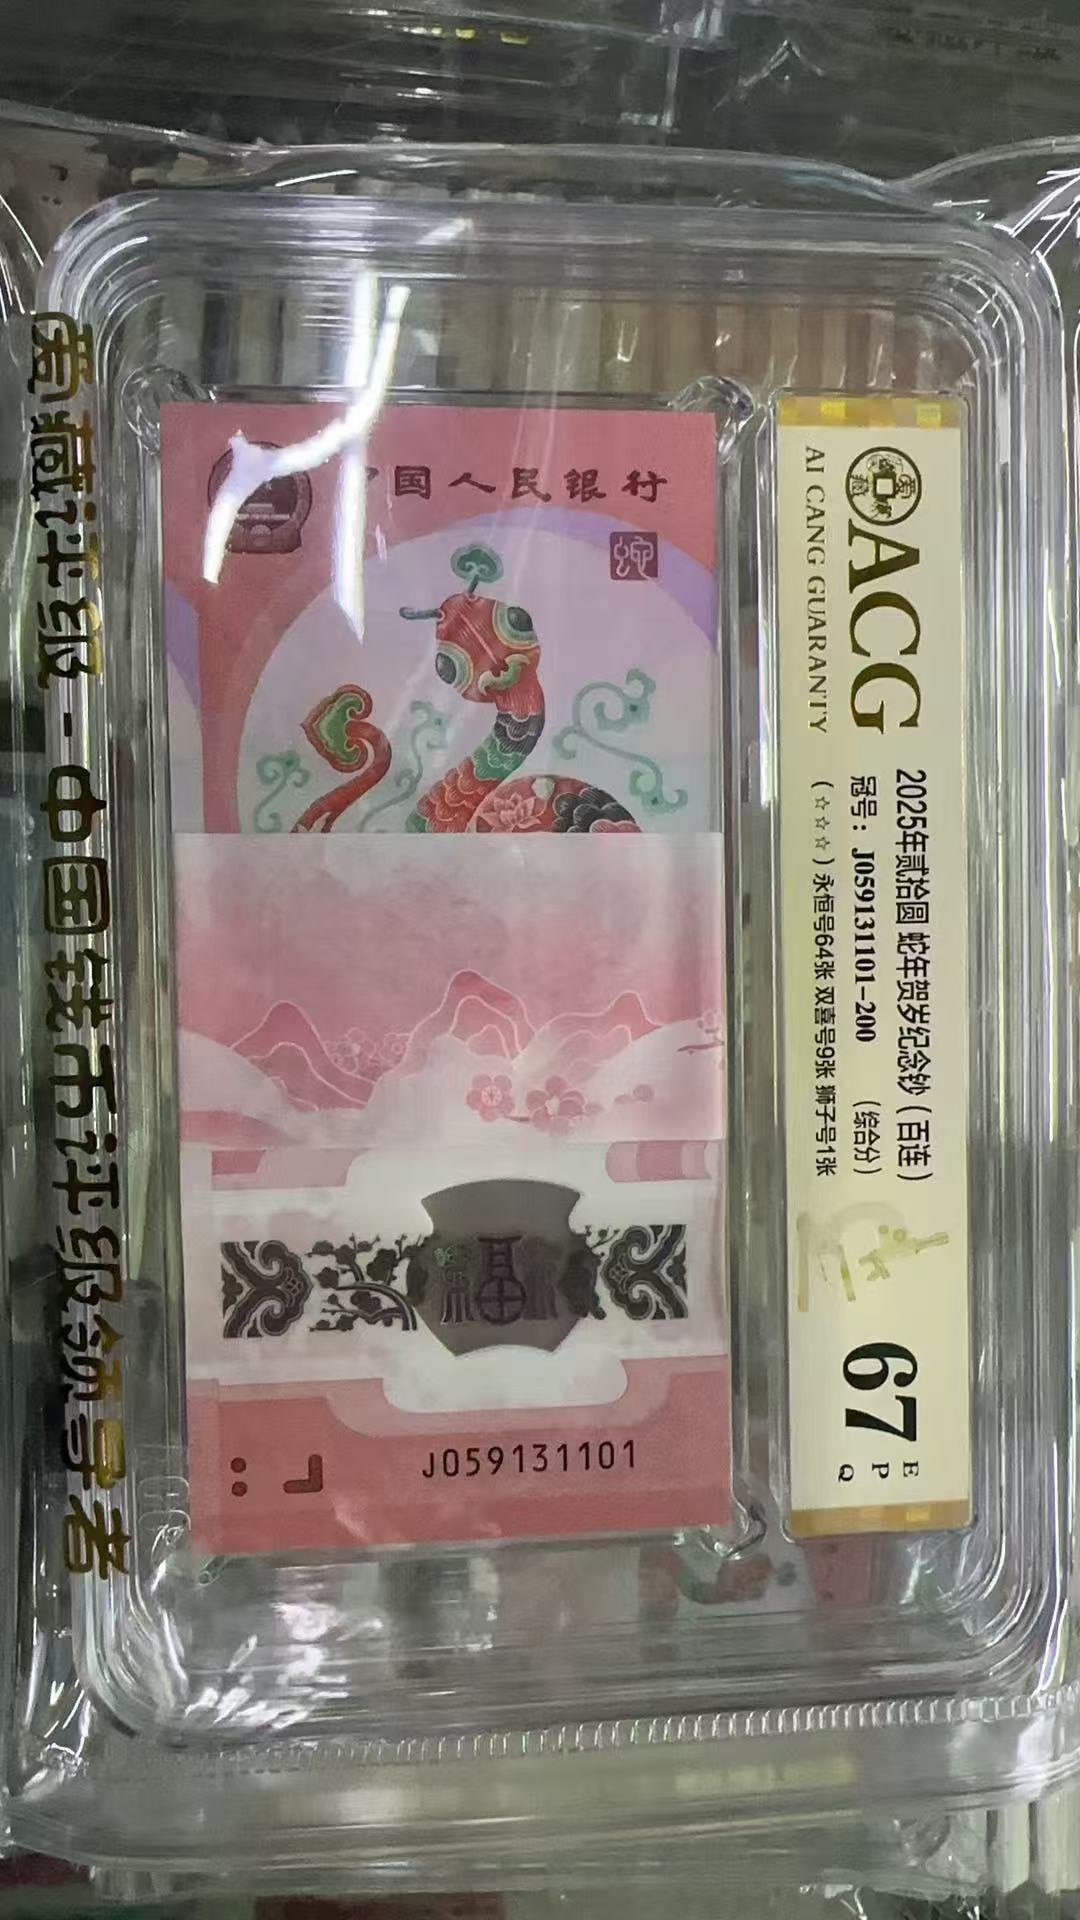 爱藏评级-中国钱币评级领导者
中国人民银行
蛇
J059131101
ACG
AI CANG GUARANTY
2025年贰拾圆 蛇年贺岁纪念钞（百连）
冠号：J059131101-200 （综合分）
（☆☆☆）永恒号64张 双喜号9张 狮子号1张
67
E
P
Q